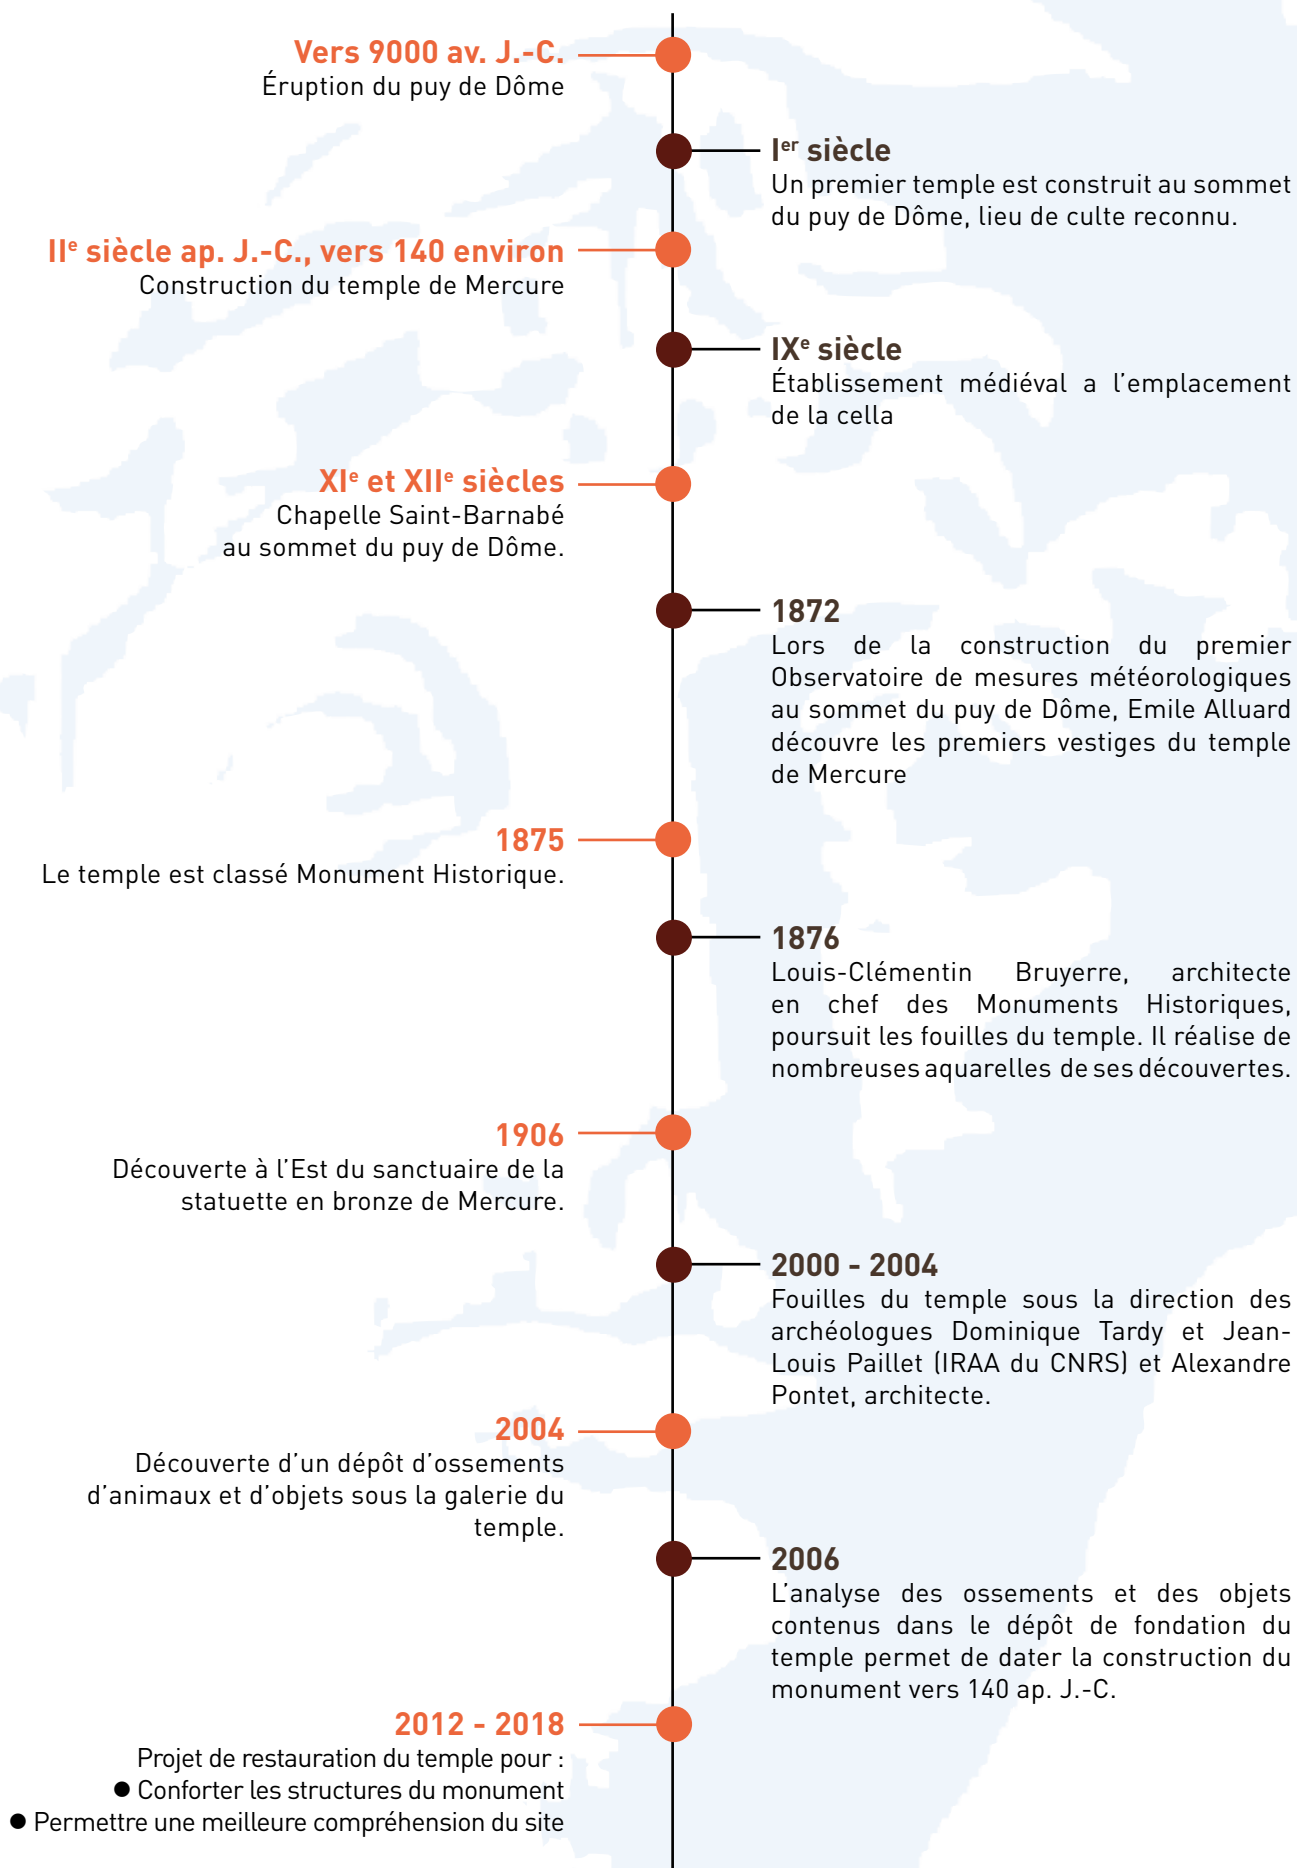 Vers 9000 av. J.-C.
Éruption du puy de Dôme
Ier siècle
Un premier temple est construit au sommet
du puy de Dôme, lieu de culte reconnu.
IIe siècle ap. J.-C., vers 140 environ
Construction du temple de Mercure
IXe siècle
Établissement médiéval a l’emplacement
de la cella
XIe et XIIe siècles
Chapelle Saint-Barnabé
au sommet du puy de Dôme.
1872
Lors de la construction du premier
Observatoire de mesures météorologiques
au sommet du puy de Dôme, Emile Alluard
découvre les premiers vestiges du temple
de Mercure
1875
Le temple est classé Monument Historique.
1876
Louis-Clémentin Bruyerre, architecte
en chef des Monuments Historiques,
poursuit les fouilles du temple. Il réalise de
nombreuses aquarelles de ses découvertes.
1906
Découverte à l’Est du sanctuaire de la
statuette en bronze de Mercure.
2000 - 2004
Fouilles du temple sous la direction des
archéologues Dominique Tardy et Jean-
Louis Paillet (IRAA du CNRS) et Alexandre
Pontet, architecte.
2004
Découverte d’un dépôt d’ossements
d’animaux et d’objets sous la galerie du
temple.
2006
L’analyse des ossements et des objets
contenus dans le dépôt de fondation du
temple permet de dater la construction du
monument vers 140 ap. J.-C.
2012 - 2018
Projet de restauration du temple pour :
● Conforter les structures du monument
● Permettre une meilleure compréhension du site